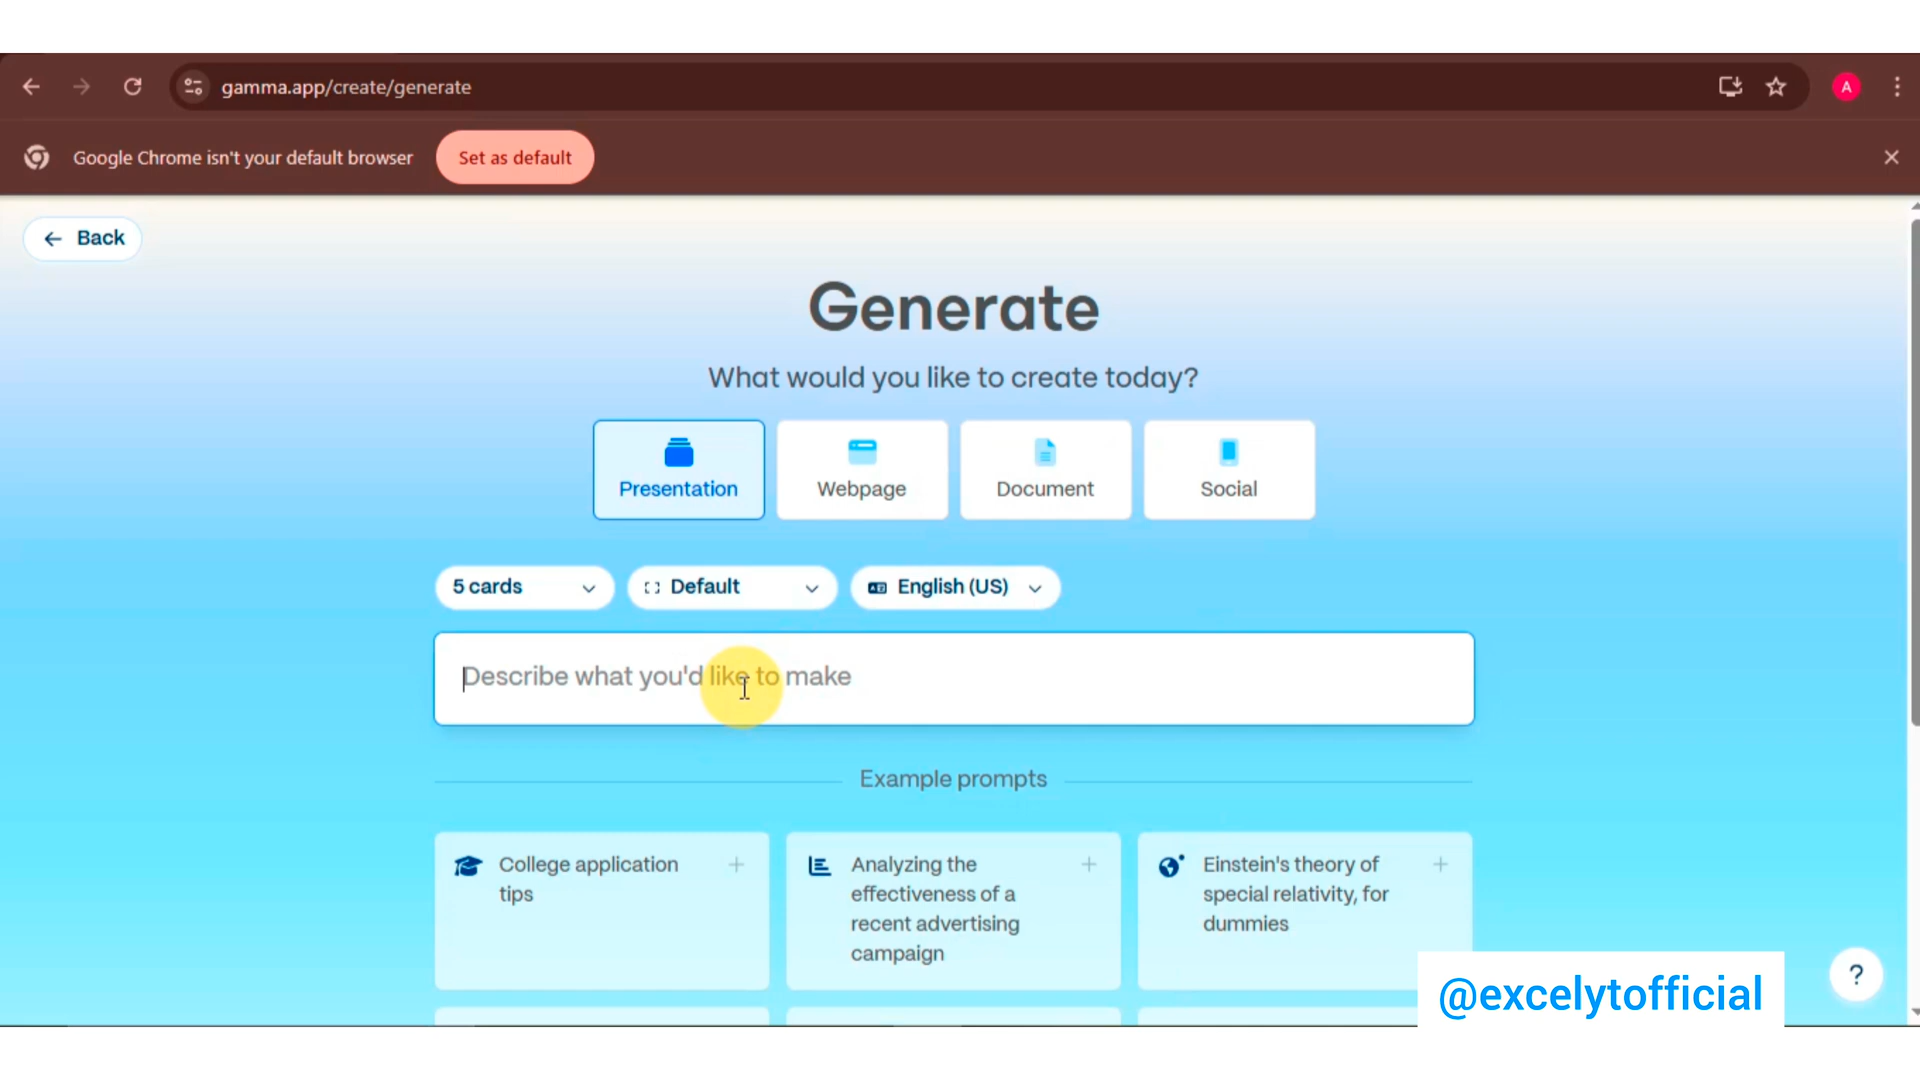 gamma.app/create/generate
A
Google Chrome isn't your default browser
Set as default
Back
Generate
What would you like to create today?
Presentation
Webpage
Document
Social
5 cards
Default
English (US)
Describe what you'd like to make
Example prompts
College application
tips
Analyzing the
effectiveness of a
recent advertising
campaign
Einstein's theory of
special relativity, for
dummies
?
@excelytofficial